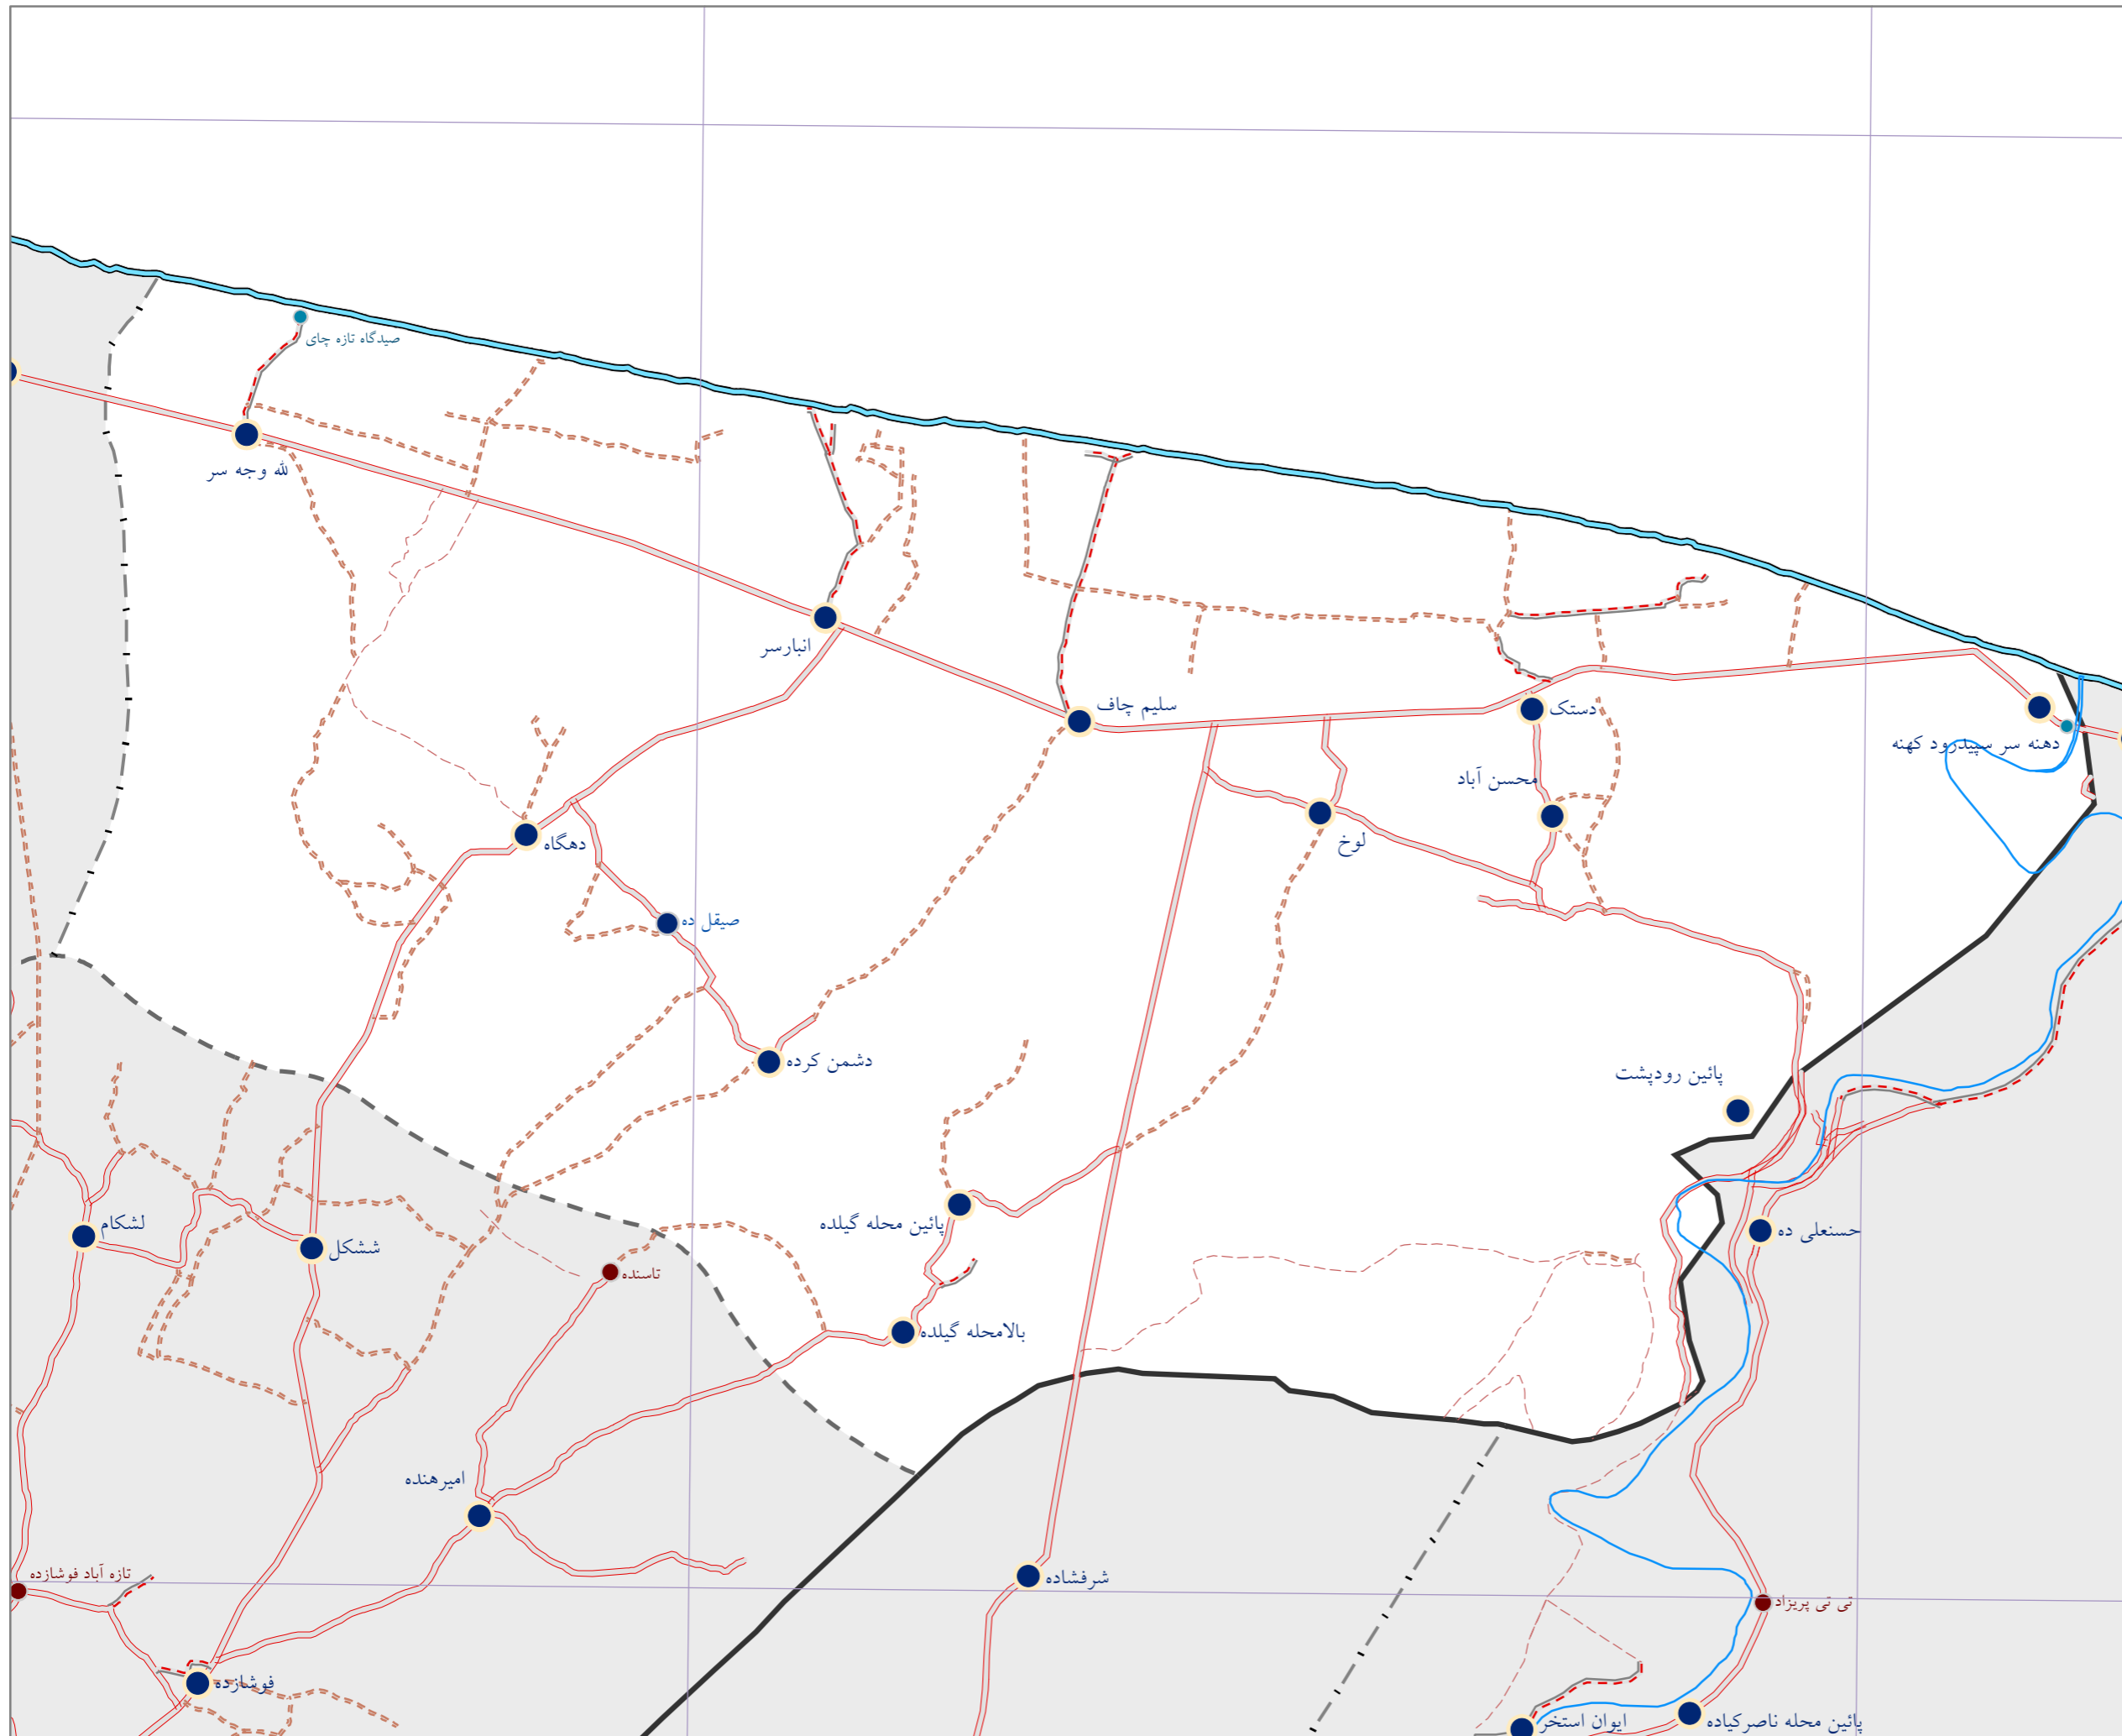 صیدگاه تازه چای
لله وجه سر
انبارسر
سلیم چاف
دستک
دهنه سر سپیدرود کهنه
محسن آباد
لوخ
دهگاه
صیقل ده
دشمن کرده
پائین رودپشت
پائین محله گیلده
حسنعلی ده
لشکام
ششکل
تاسنده
بالامحله گیلده
امیرهنده
شرفشاده
تازه آباد فوشازده
تی تی پریزاد
فوشازده
ایوان استخر
پائین محله ناصرکیاده